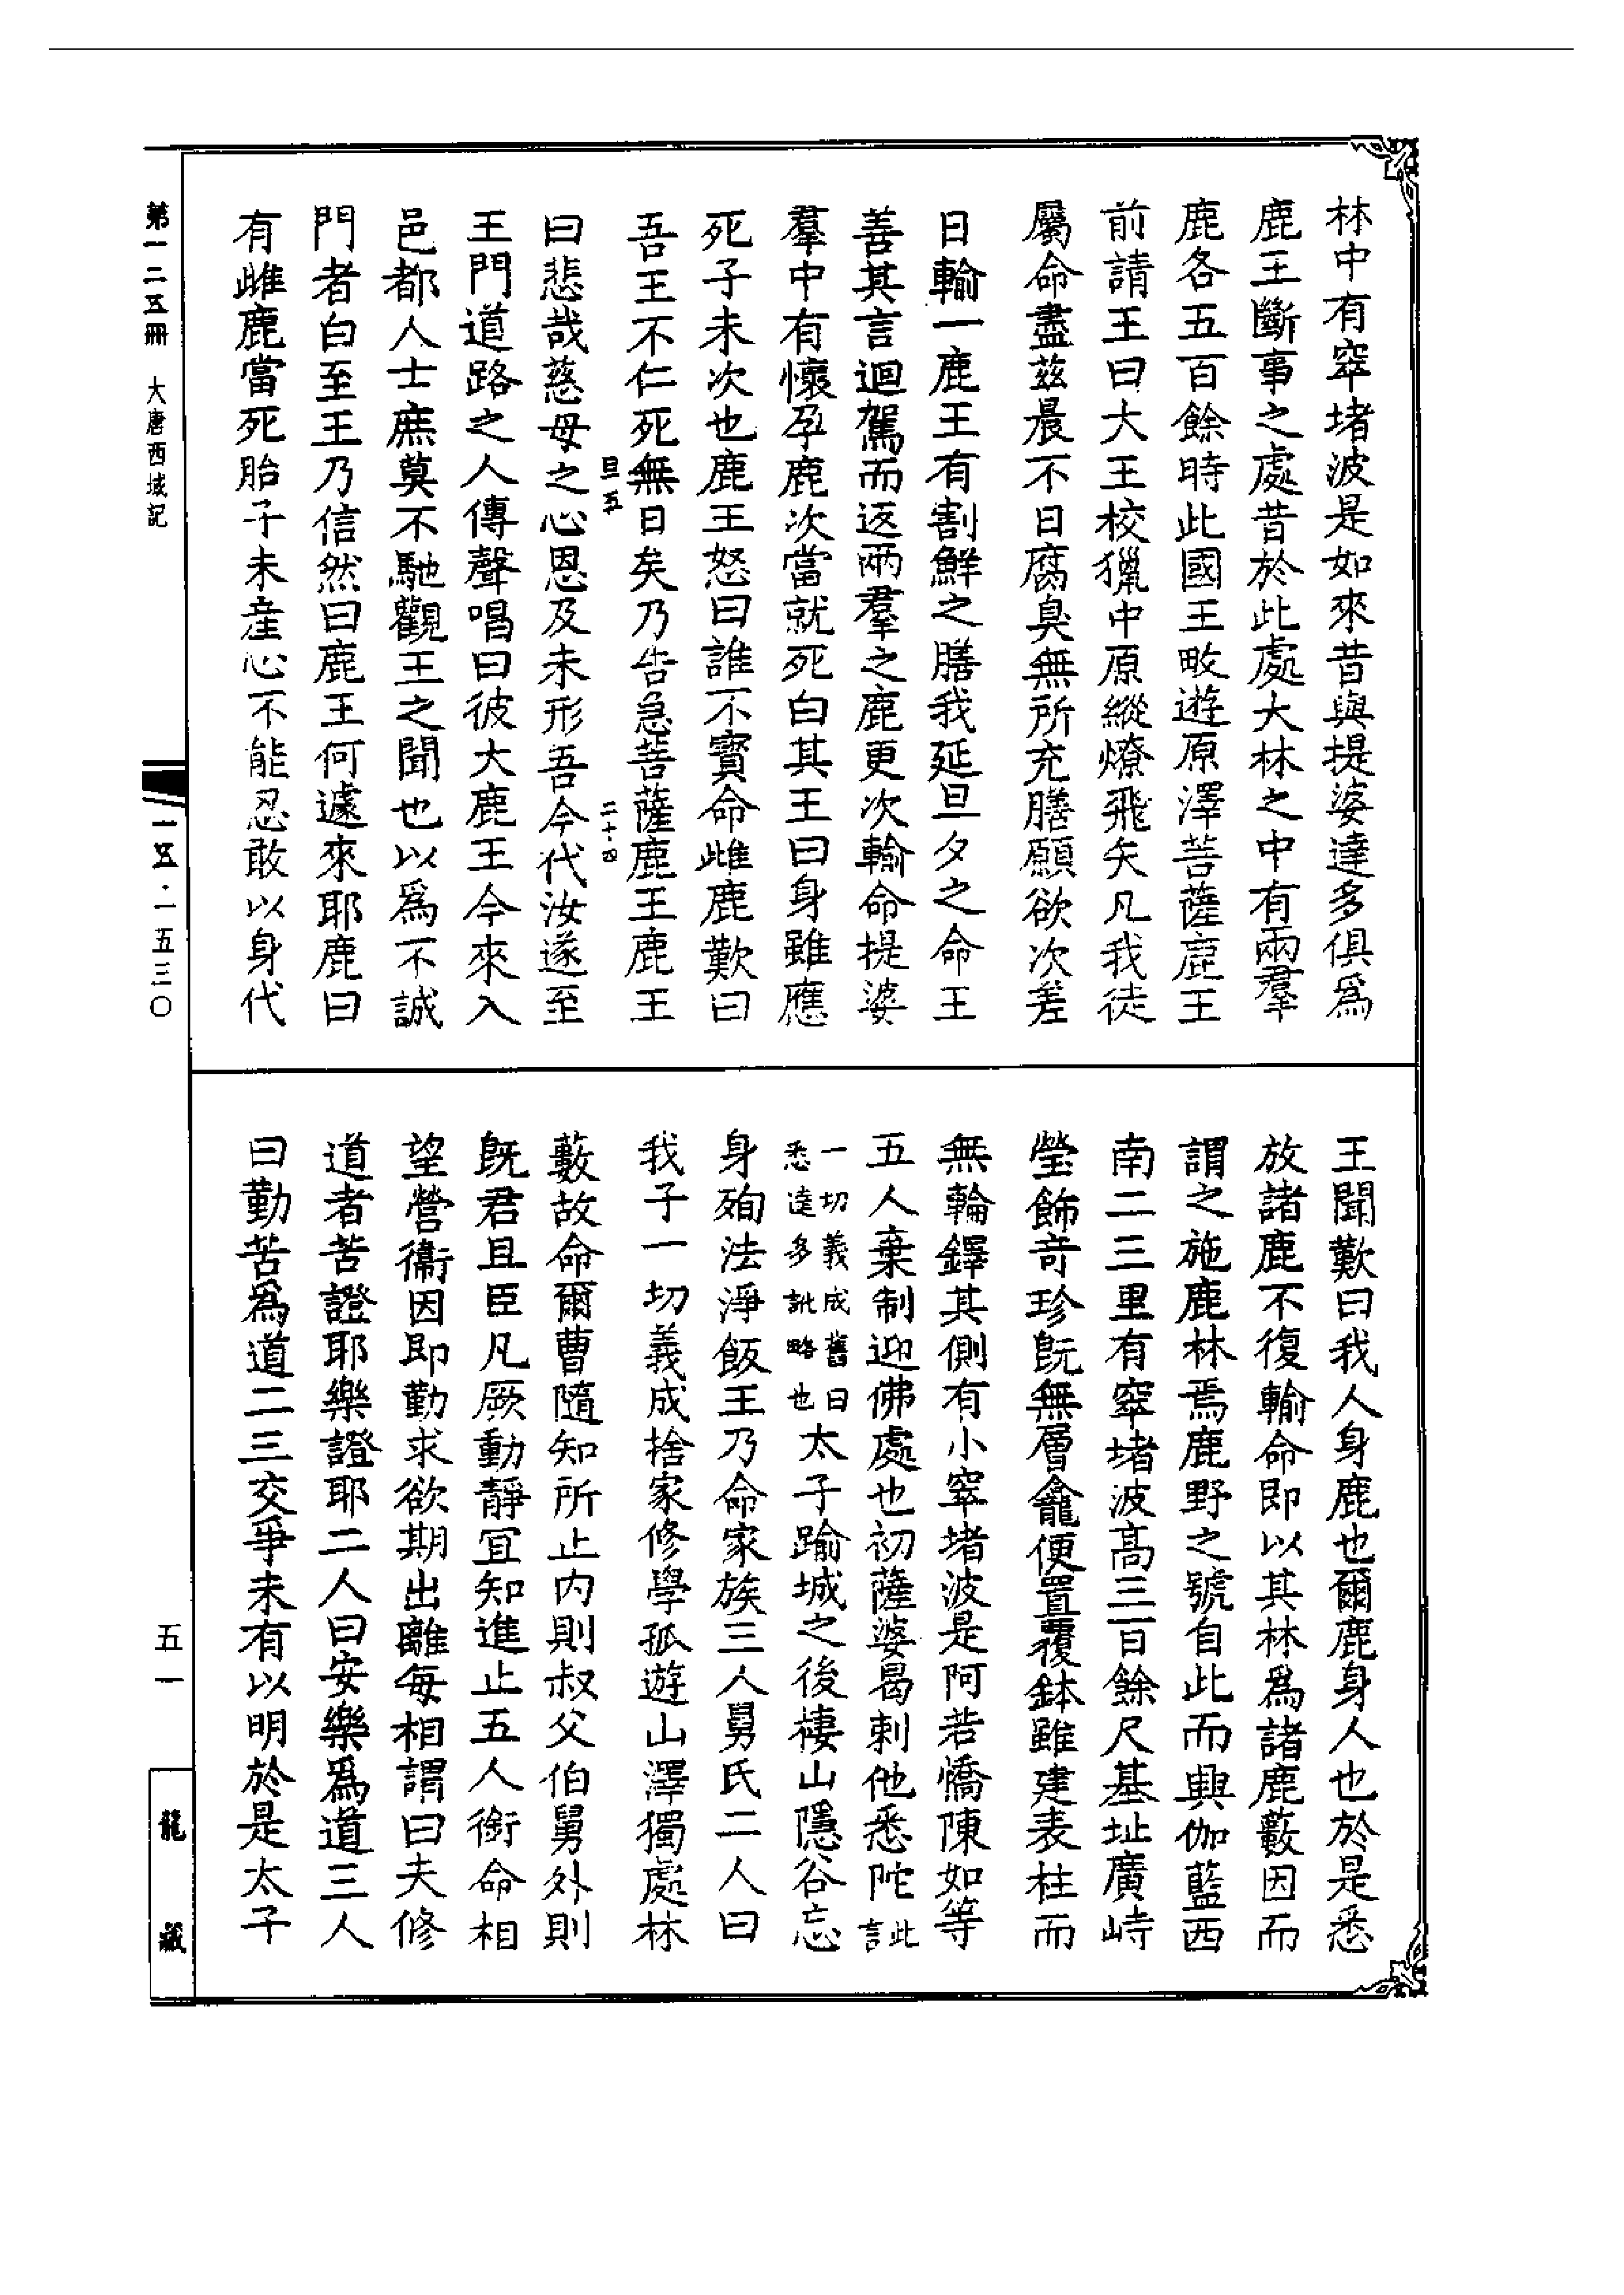 林中有窣堵波是如來昔與提婆達多俱爲
鹿王斷事之處昔於此處大林之中有兩羣
鹿各五百餘時此國王畋遊原澤菩薩鹿王
前請王曰大王校獵中原縱燎飛矢凡我徒
屬命盡茲晨不日腐臭無所充膳願欲次差
日輸一鹿王有割鮮之膳我延旦夕之命王
善其言迴駕而返兩羣之鹿更次輸命提婆
羣中有懷孕鹿次當就死白其王曰身雖應
死子未次也鹿王怒曰誰不寶命雌鹿歎曰
吾王不仁死無日矣乃告急菩薩鹿王鹿王
旦五
二十四
曰悲哉慈母之心恩及未形吾今代汝遂至
王門道路之人傳聲唱曰彼大鹿王今來入
邑都人士庶莫不馳觀王之聞也以爲不誠
門者白至王乃信然曰鹿王何遽來耶鹿曰
有雌鹿當死胎子未產心不能忍敢以身代
王聞歎曰我人身鹿也爾鹿身人也於是悉
放諸鹿不復輸命即以其林爲諸鹿藪因而
謂之施鹿林焉鹿野之號自此而興伽藍西
南二三里有窣堵波高三百餘尺基址廣峙
瑩飾奇珍旣無層龕便置覆鉢雖建表柱而
無輪鐸其側有小窣堵波是阿若憍陳如等
五人棄制迎佛處也初薩婆曷剌他悉陀此言
一切義成舊曰悉達多訛略也太子踰城之後棲山隱谷忘
身殉法淨飯王乃命家族三人舅氏二人曰
我子一切義成捨家修學孤遊山澤獨處林
藪故命爾曹隨知所止內則叔父伯舅外則
旣君且臣凡厥動靜宜知進止五人銜命相
望營衞因即勤求欲期出離每相謂曰夫修
道者苦證耶樂證耶二人曰安樂爲道三人
曰勤苦爲道二三交爭未有以明於是太子
第一二五冊 大唐西域記
一五·一五三〇
五一
龍藏